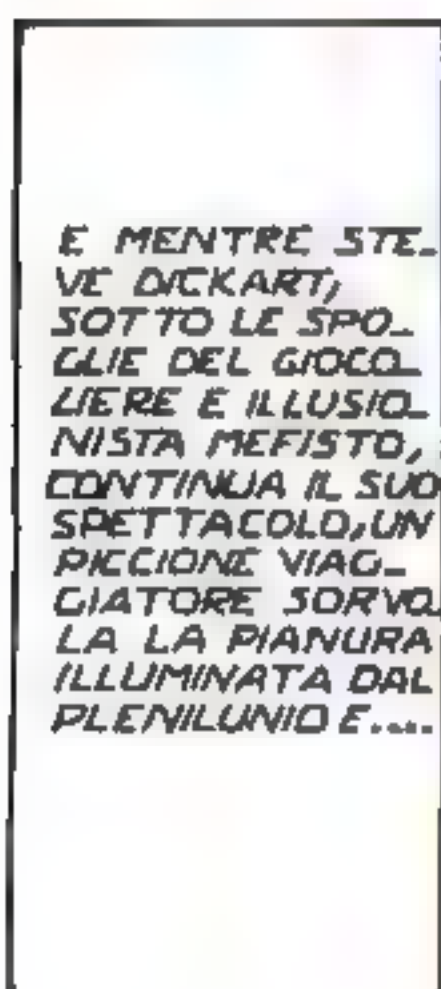 E MENTRE STE_
VE DICKART,
SOTTO LE SPO_
GLIE DEL GIOCO_
LIERE E ILLUSIO_
NISTA MEFISTO,
CONTINUA IL SUO
SPETTACOLO, UN
PICCIONE VIAG_
GIATORE SORVO_
LA LA PIANURA
ILLUMINATA DAL
PLENILUNIO E....